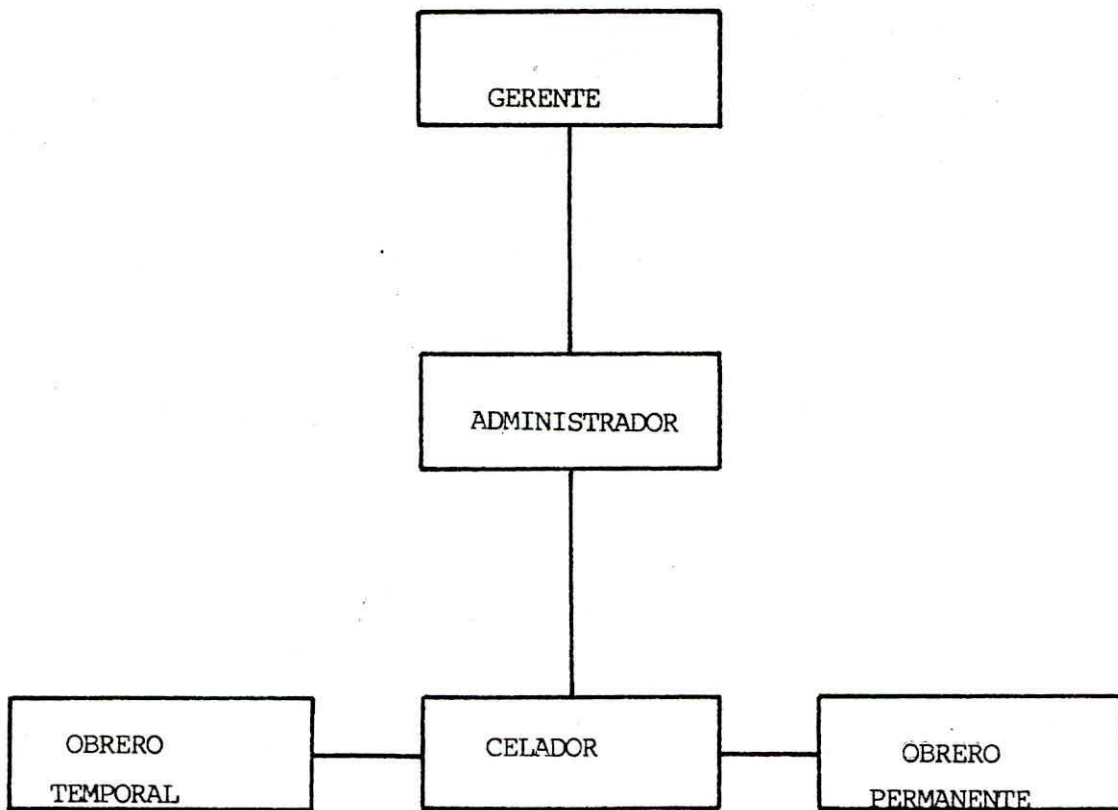 GERENTE
ADMINISTRADOR
OBRERO
TEMPORAL
CELADOR
OBRERO
PERMANENTE